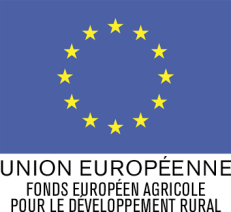 UNION EUROPÉENNE
FONDS EUROPÉEN AGRICOLE
POUR LE DÉVELOPPEMENT RURAL